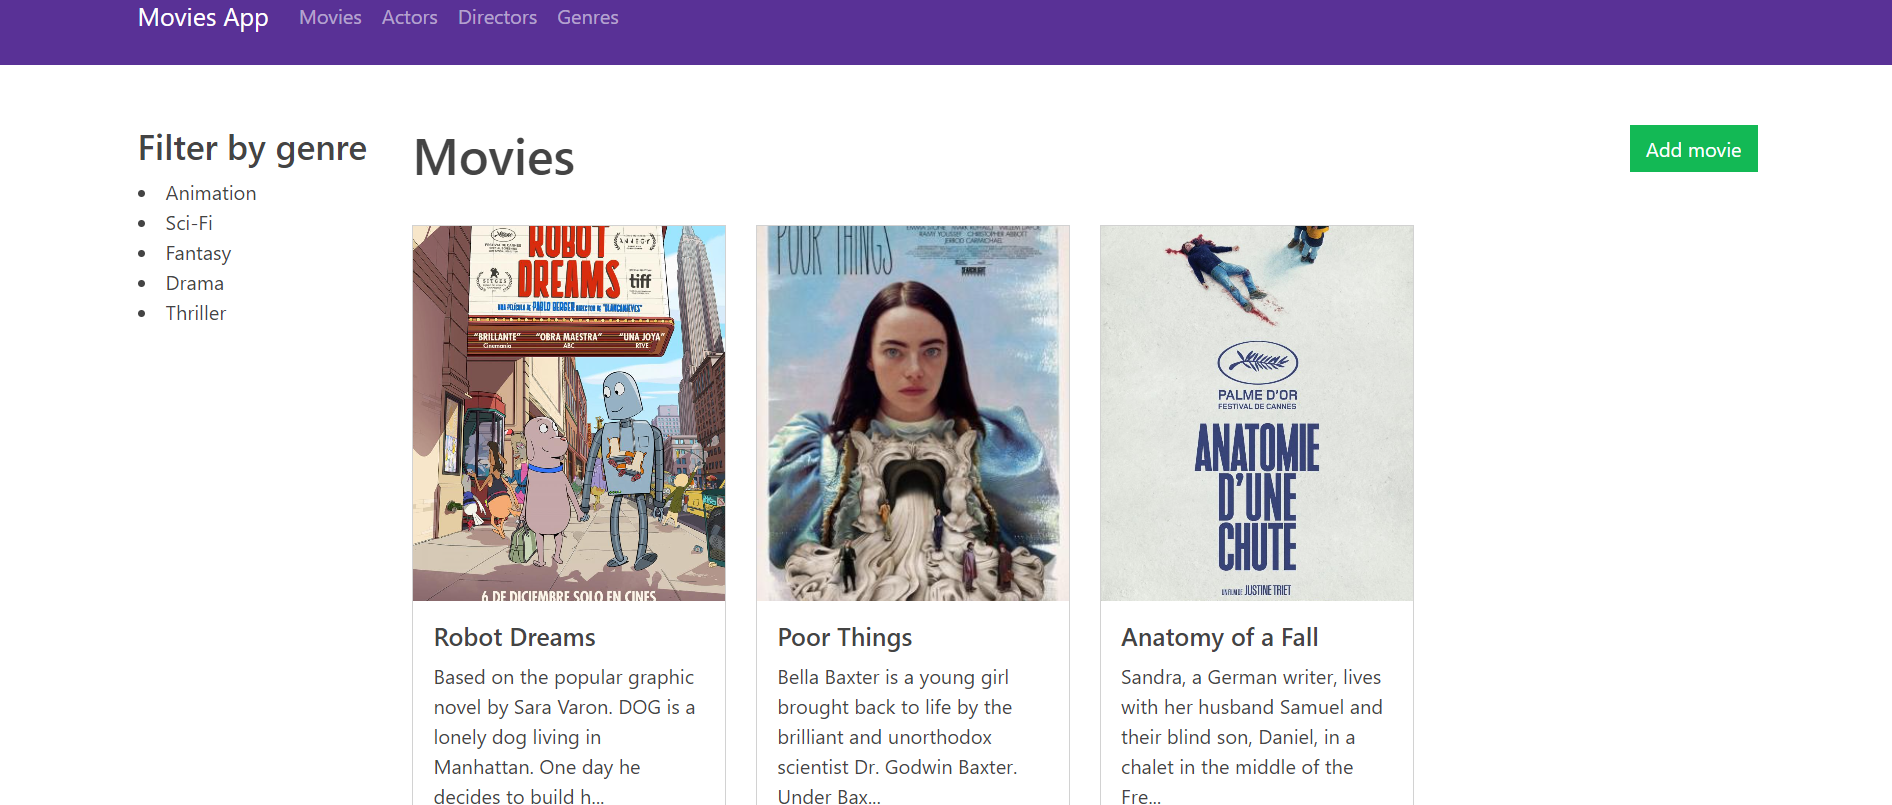 Movies App
Movies
Actors
Directors
Genres
Filter by genre
Animation
Sci-Fi
Fantasy
Drama
Thriller
Movies
Add movie
ROBOT
DREAMS
ANNECY
SITGES
tiff
UNA PELÍCULA DE PABLO BERGER DIRECTOR DE "BLANCANIEVES"
"BRILLANTE"
Cinemanía
"OBRA MAESTRA"
ABC
"UNA JOYA"
RTVE
6 DE DICIEMBRE SOLO EN CINES
Robot Dreams
Based on the popular graphic
novel by Sara Varon. DOG is a
lonely dog living in
Manhattan. One day he
decides to build h...
POOR THINGS
EMMA STONE MARK RUFFALO WILLEM DAFOE
RAMY YOUSSEF CHRISTOPHER ABBOTT
JERROD CARMICHAEL
SEARCHLIGHT
Poor Things
Bella Baxter is a young girl
brought back to life by the
brilliant and unorthodox
scientist Dr. Godwin Baxter.
Under Bax...
PALME D'OR
FESTIVAL DE CANNES
ANATOMIE
D'UNE
CHUTE
UN FILM DE JUSTINE TRIET
Anatomy of a Fall
Sandra, a German writer, lives
with her husband Samuel and
their blind son, Daniel, in a
chalet in the middle of the
Fre...